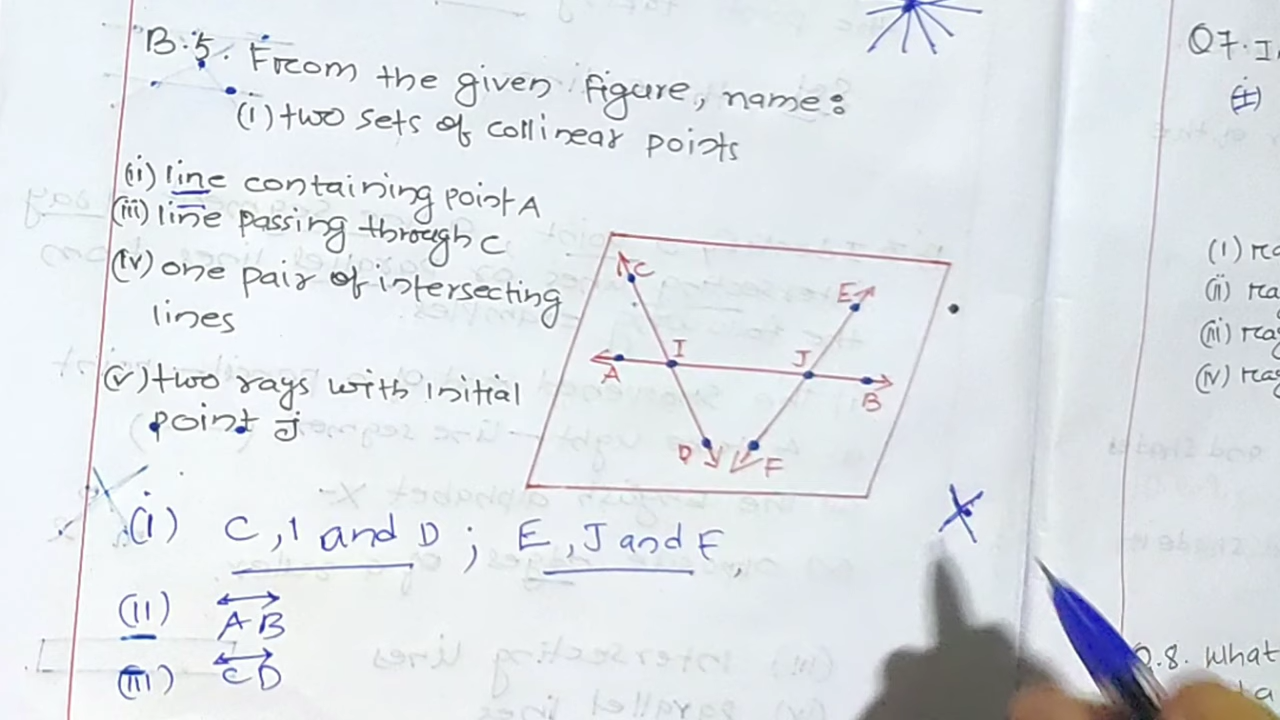 B.5. From the given figure, name:
(i) two sets of collinear points
(ii) line containing point A
(iii) line passing through C
(iv) one pair of intersecting
lines
(v) two rays with initial
point J
C
E
I
J
A
B
D
F
(i) C, I and D ; E, J and F,
(ii) AB
(iii) CD
Q7. I
(i)
(i)
(ii)
(iii)
(iv)
Q.8. What